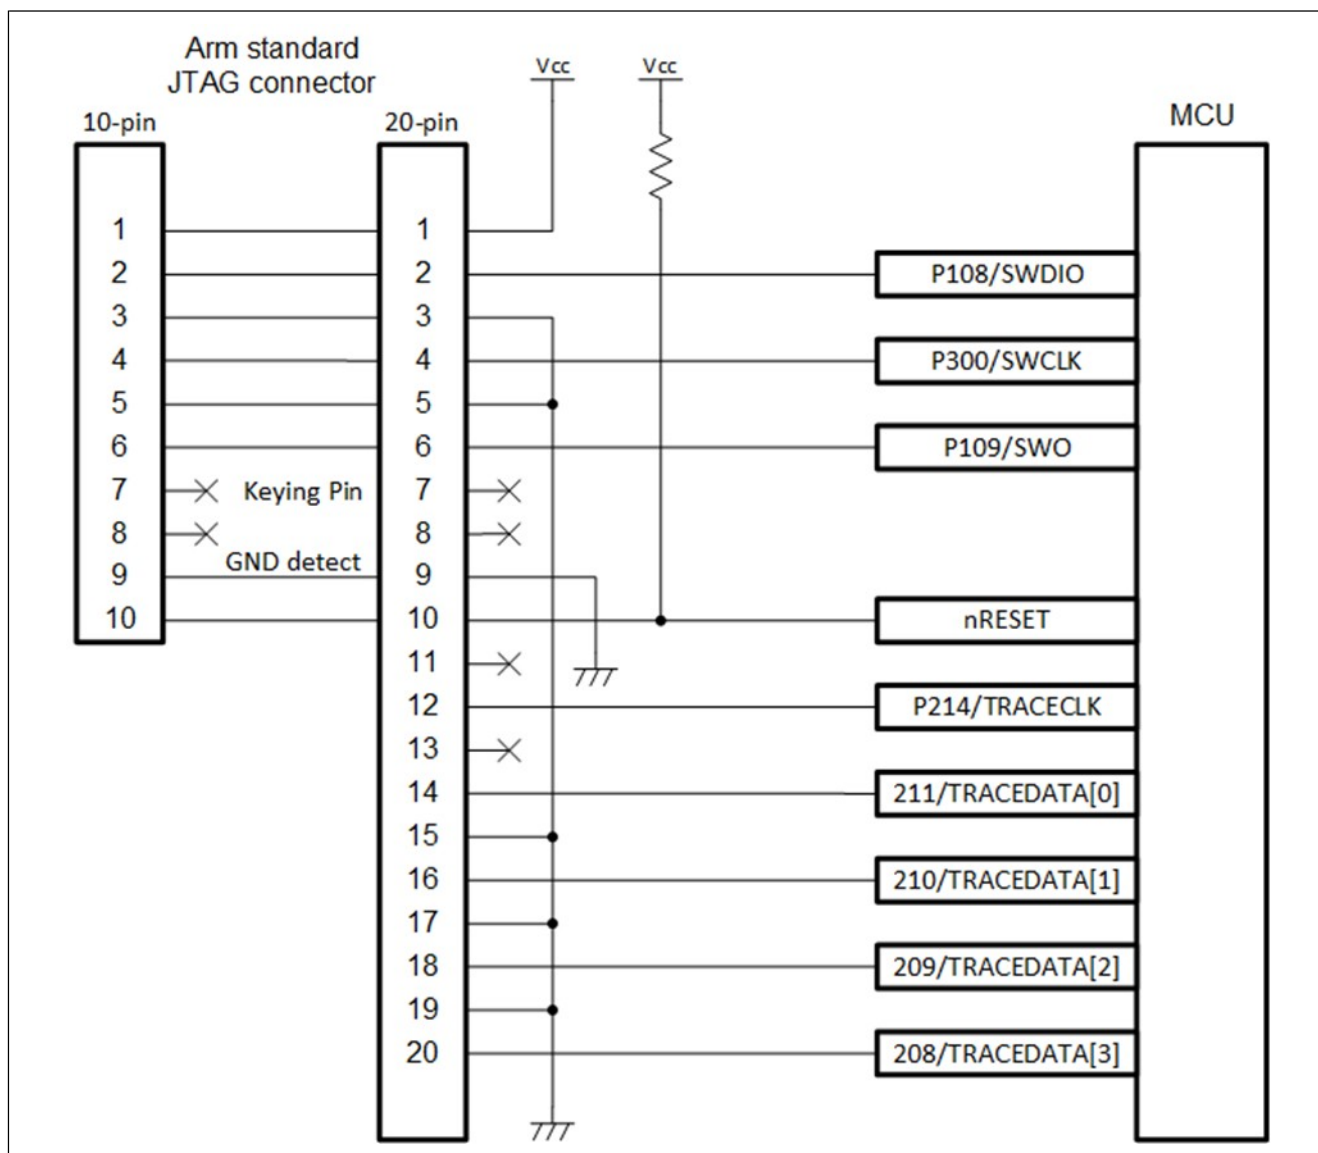 Arm standard
JTAG connector
10-pin
20-pin
Vcc
Vcc
MCU
1
1
2
2
P108/SWDIO
3
3
4
4
P300/SWCLK
5
5
6
6
P109/SWO
7
Keying Pin
7
8
8
GND detect
9
9
10
10
nRESET
11
12
P214/TRACECLK
13
14
211/TRACEDATA[0]
15
16
210/TRACEDATA[1]
17
18
209/TRACEDATA[2]
19
20
208/TRACEDATA[3]